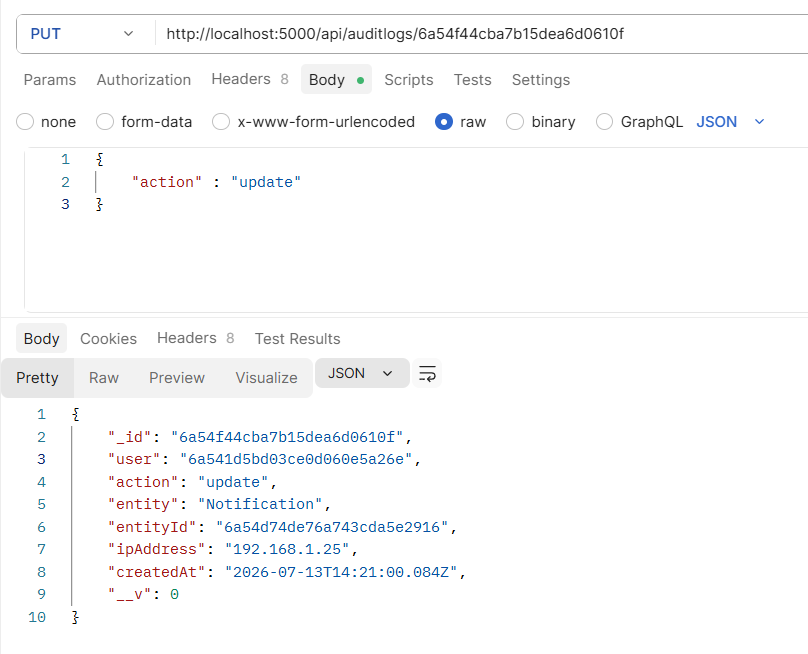 PUT http://localhost:5000/api/auditlogs/6a54f44cba7b15dea6d0610f
Params Authorization Headers 8 Body Scripts Tests Settings
none form-data x-www-form-urlencoded raw binary GraphQL JSON
1 {
2 "action" : "update"
3 }
Body Cookies Headers 8 Test Results
Pretty Raw Preview Visualize JSON
1 {
2 "_id": "6a54f44cba7b15dea6d0610f",
3 "user": "6a541d5bd03ce0d060e5a26e",
4 "action": "update",
5 "entity": "Notification",
6 "entityId": "6a54d74de76a743cda5e2916",
7 "ipAddress": "192.168.1.25",
8 "createdAt": "2026-07-13T14:21:00.084Z",
9 "__v": 0
10 }